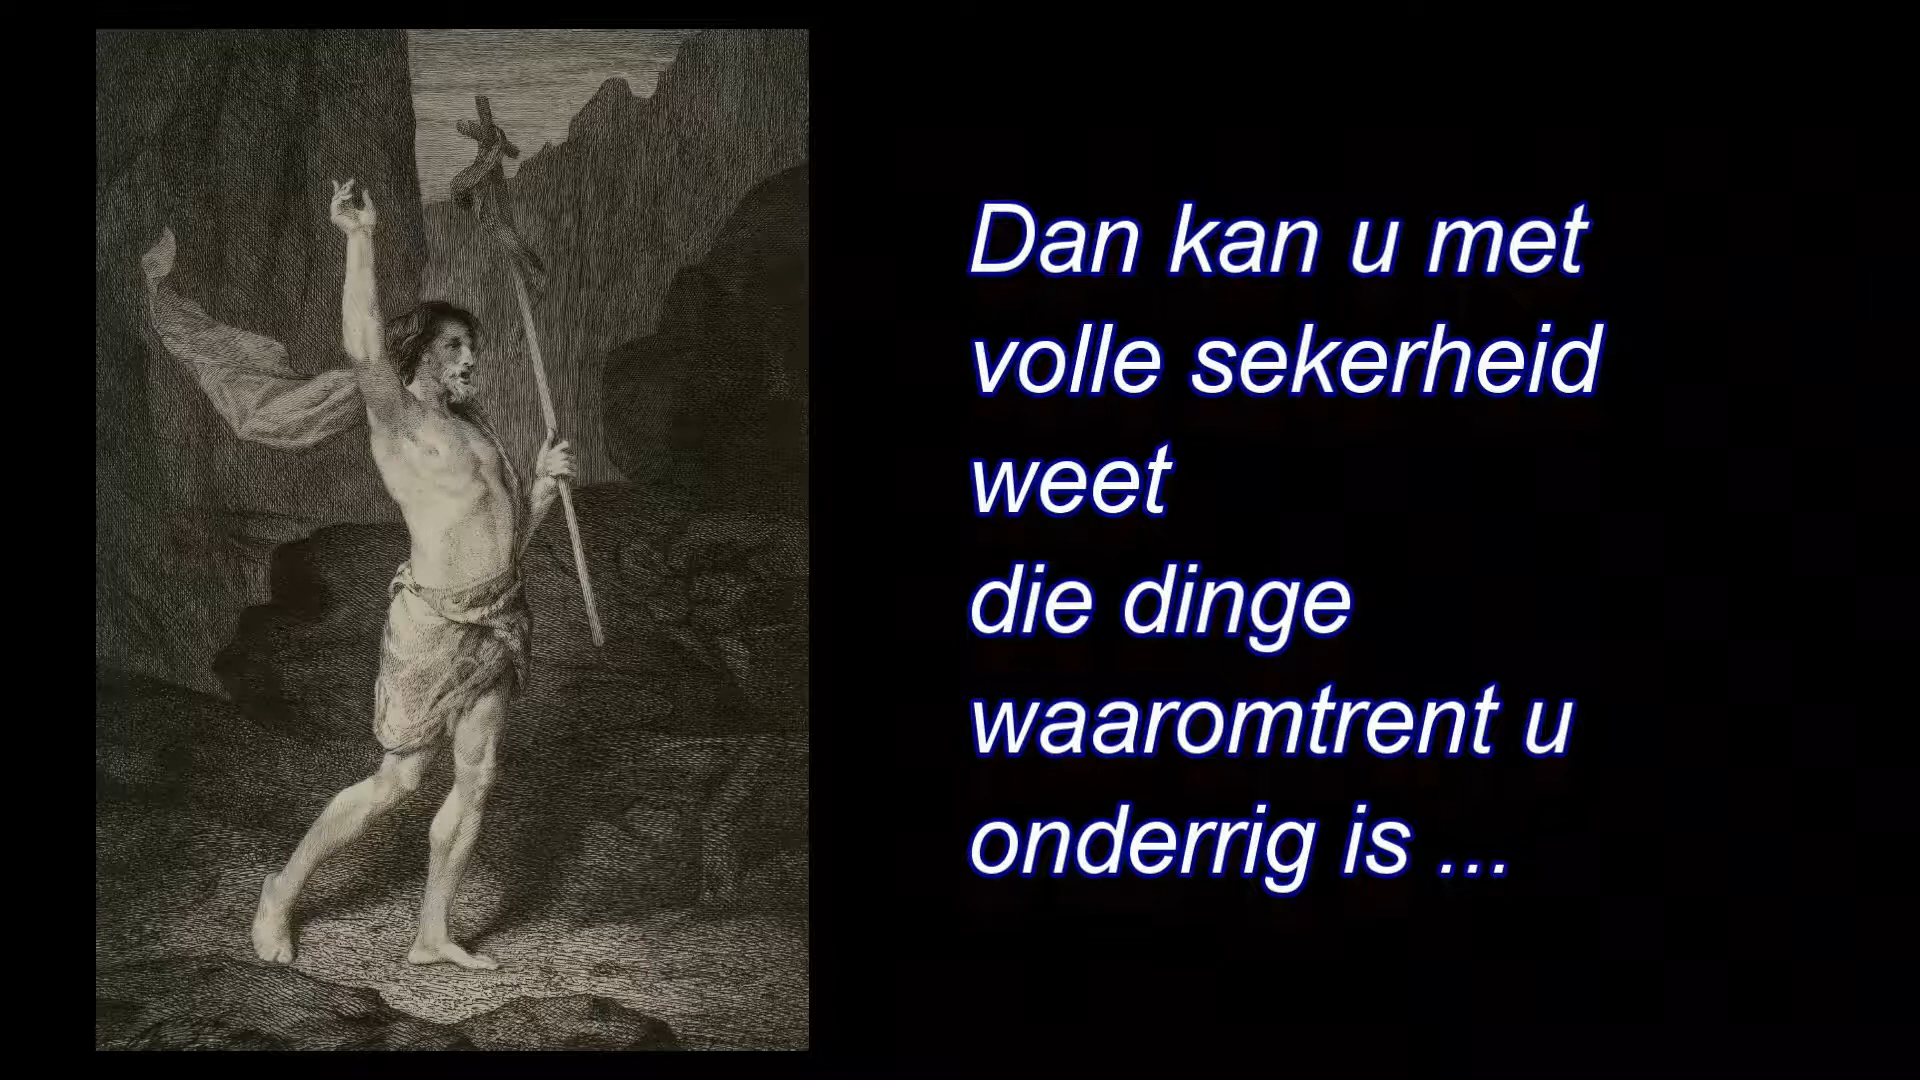 Dan kan u met
volle sekerheid
weet
die dinge
waaromtrent u
onderrig is ...